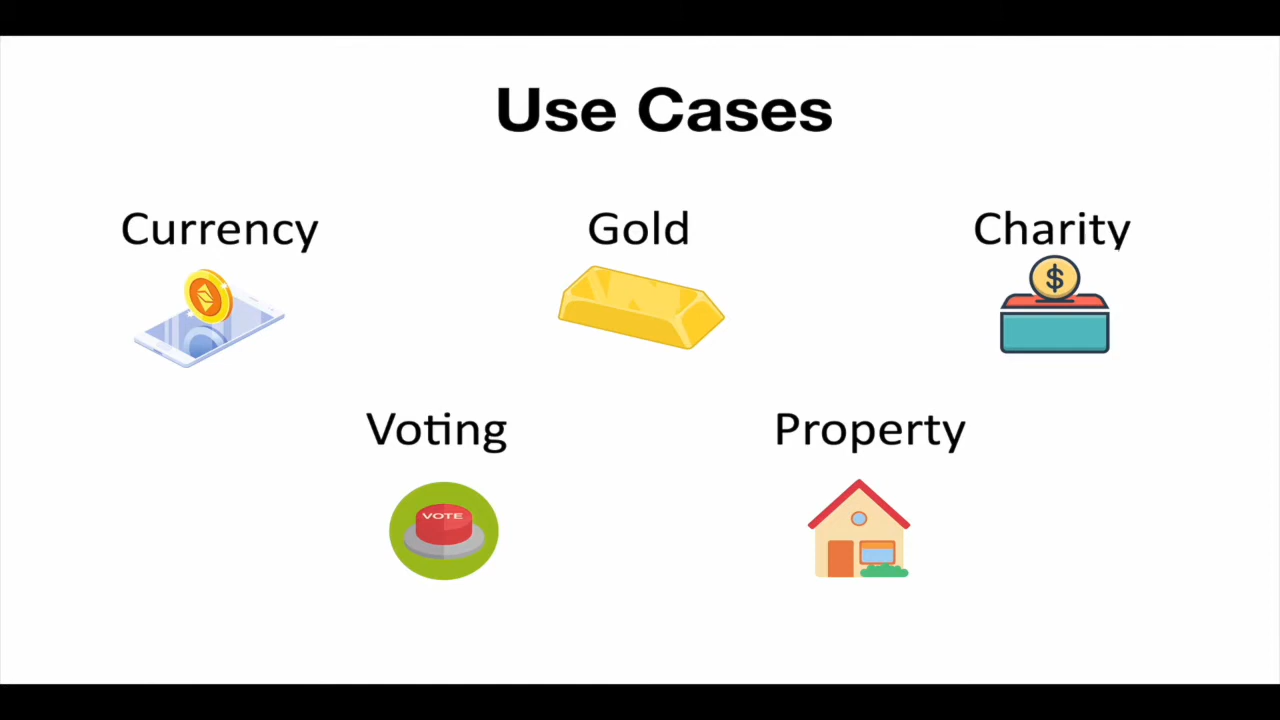 Use Cases
Currency
Gold
Charity
$
Voting
Property
VOTE